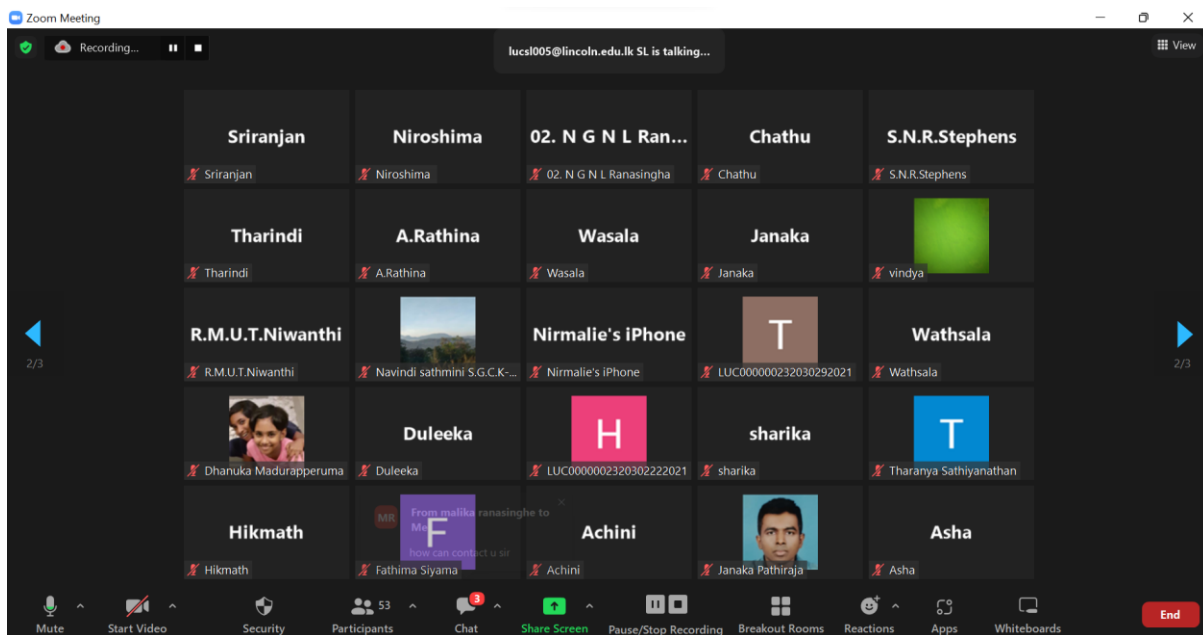 Zoom Meeting
Recording...
lucsl005@lincoln.edu.lk SL is talking...
View
Sriranjan Niroshima 02. N G N L Ran... Chathu S.N.R.Stephens
Sriranjan Niroshima 02. N G N L Ranasingha Chathu S.N.R.Stephens
Tharindi A.Rathina Wasala Janaka
Tharindi A.Rathina Wasala Janaka vindya
R.M.U.T.Niwanthi Nirmalie's iPhone T Wathsala
2/3 R.M.U.T.Niwanthi Navindi sathmini S.G.C.K-... Nirmalie's iPhone LUC000000232030292021 Wathsala 2/3
Duleeka H sharika T
Dhanuka Madurapperuma Duleeka LUC0000002320302222021 sharika Tharanya Sathiyanathan
MR From malika ranasinghe to
Me
how can contact u sir
Hikmath F Achini Asha
Hikmath Fathima Siyama Achini Janaka Pathiraja Asha
53 3
Mute Start Video Security Participants Chat Share Screen Pause/Stop Recording Breakout Rooms Reactions Apps Whiteboards End